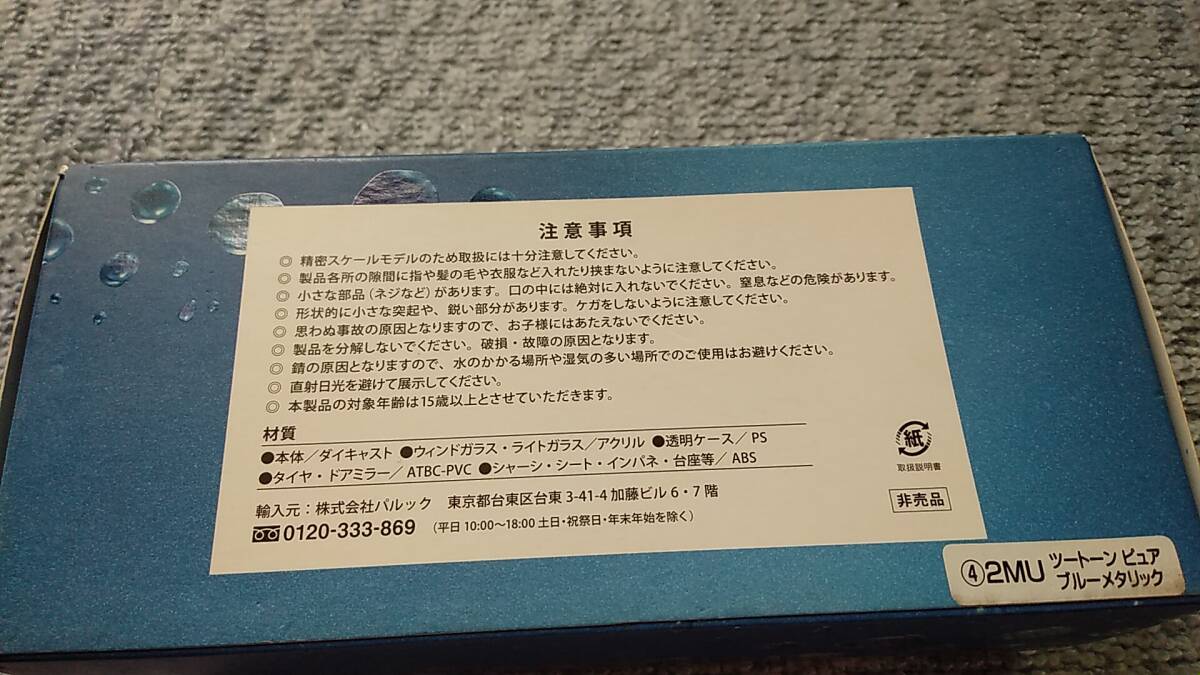 注意事項
◎ 精密スケールモデルのため取扱には十分注意してください。
◎ 製品各所の隙間に指や髪の毛や衣服など入れたり挟まないように注意してください。
◎ 小さな部品（ネジなど）があります。口の中には絶対に入れないでください。窒息などの危険があります。
◎ 形状的に小さな突起や、鋭い部分があります。ケガをしないように注意してください。
◎ 思わぬ事故の原因となりますので、お子様にはあたえないでください。
◎ 製品を分解しないでください。破損・故障の原因となります。
◎ 錆の原因となりますので、水のかかる場所や湿気の多い場所でのご使用はお避けください。
◎ 直射日光を避けて展示してください。
◎ 本製品の対象年齢は15歳以上とさせていただきます。
材質
●本体／ダイキャスト ●ウィンドガラス・ライトガラス／アクリル ●透明ケース／PS
●タイヤ・ドアミラー／ATBC-PVC ●シャーシ・シート・インパネ・台座等／ABS
輸入元：株式会社パルック 東京都台東区台東 3-41-4 加藤ビル 6・7 階
0120-333-869 （平日 10:00～18:00 土日・祝祭日・年末年始を除く）
紙
取扱説明書
非売品
④2MU ツートーン ピュア
ブルーメタリック